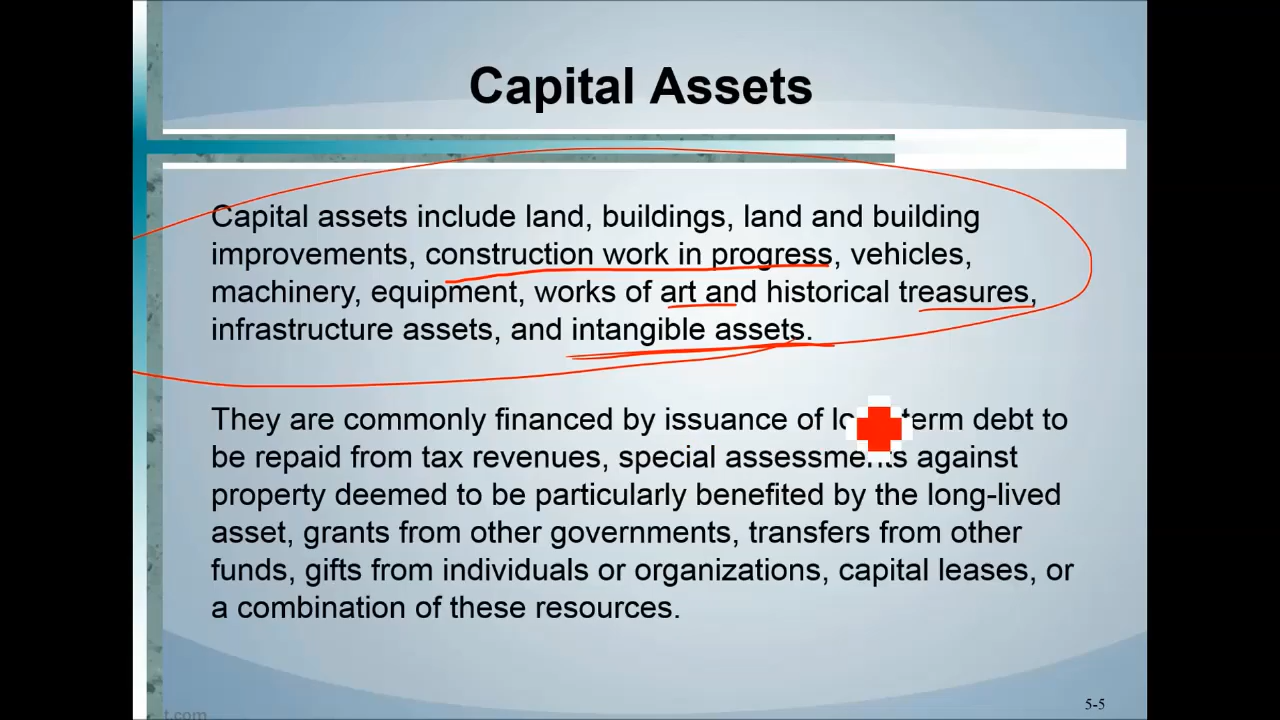 Capital Assets
Capital assets include land, buildings, land and building
improvements, construction work in progress, vehicles,
machinery, equipment, works of art and historical treasures,
infrastructure assets, and intangible assets.
They are commonly financed by issuance of term debt to
be repaid from tax revenues, special assessments against
property deemed to be particularly benefited by the long-lived
asset, grants from other governments, transfers from other
funds, gifts from individuals or organizations, capital leases, or
a combination of these resources.
5-5
t.com